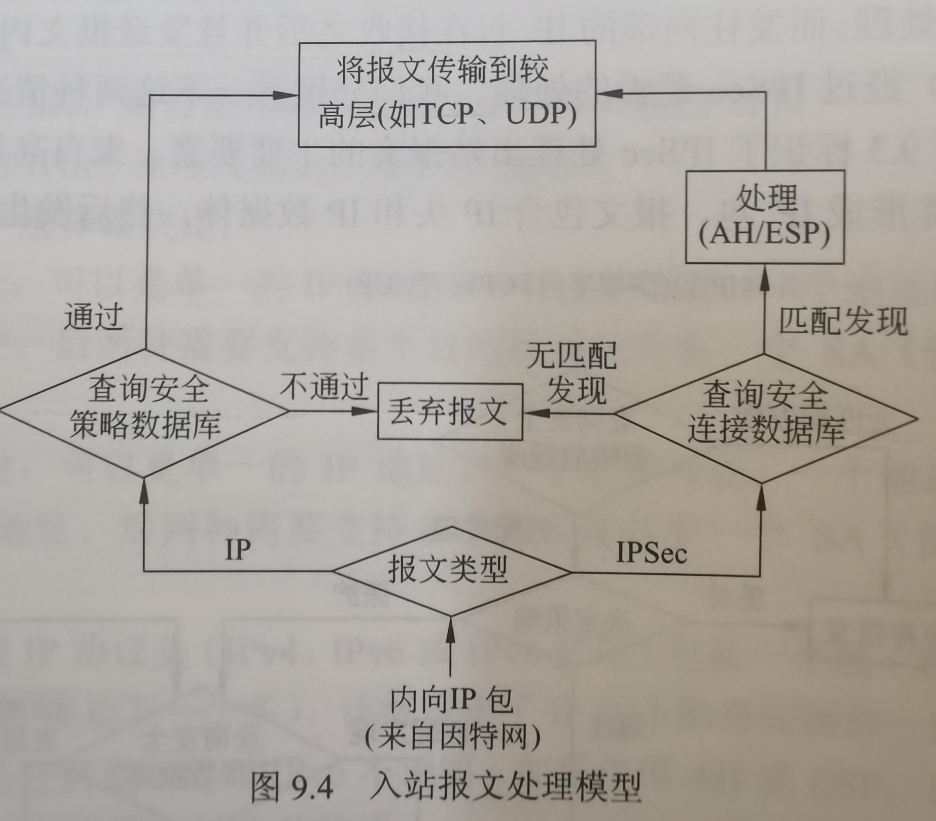 将报文传输到较
高层(如TCP、UDP)
处理
(AH/ESP)
通过
匹配发现
无匹配
发现
不通过
查询安全
策略数据库
丢弃报文
查询安全
连接数据库
IP
报文类型
IPSec
内向IP 包
(来自因特网)
图 9.4 入站报文处理模型